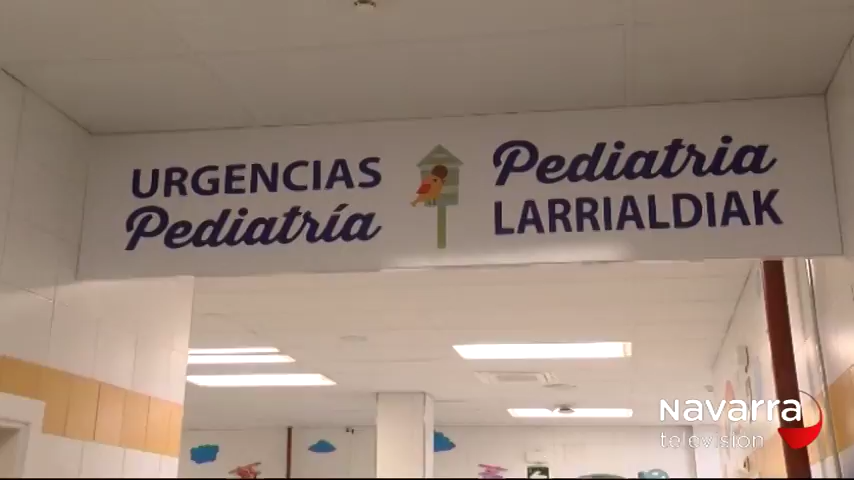 URGENCIAS
Pediatría
Pediatria
LARRIALDIAK
Navarra
televisión